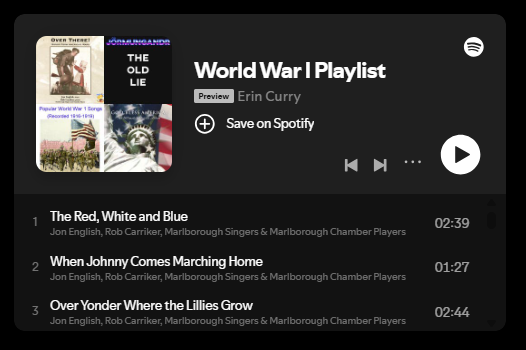 OVER THERE!
JÖRMUNGANDR
THE
OLD
LIE
Popular World War 1 Songs
(Recorded 1916-1919)
GOD BLESS AMERICA
World War I Playlist
Preview Erin Curry
Save on Spotify
1 The Red, White and Blue 02:39
Jon English, Rob Carriker, Marlborough Singers & Marlborough Chamber Players
2 When Johnny Comes Marching Home 01:27
Jon English, Rob Carriker, Marlborough Singers & Marlborough Chamber Players
3 Over Yonder Where the Lillies Grow 02:44
Jon English, Rob Carriker, Marlborough Singers & Marlborough Chamber Players